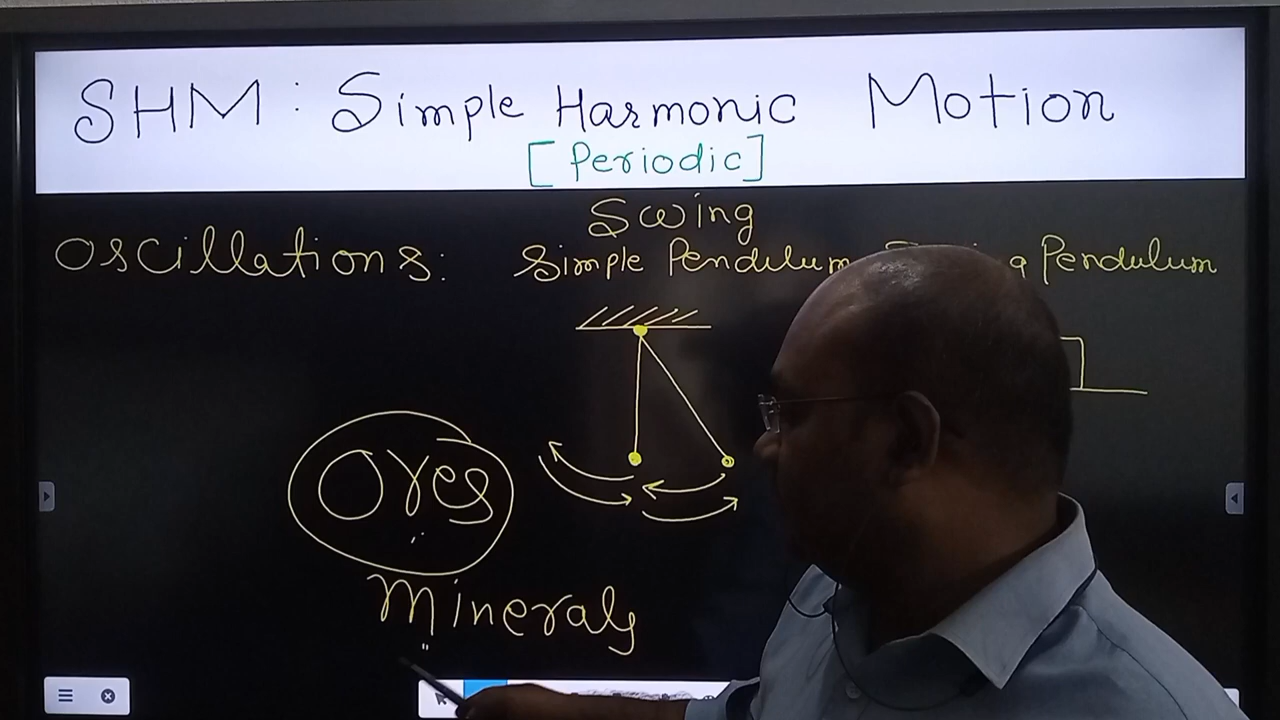 SHM : Simple Harmonic Motion
[Periodic]
Swing
Oscillations: Simple Pendulum Pendulum
Ores
Minerals